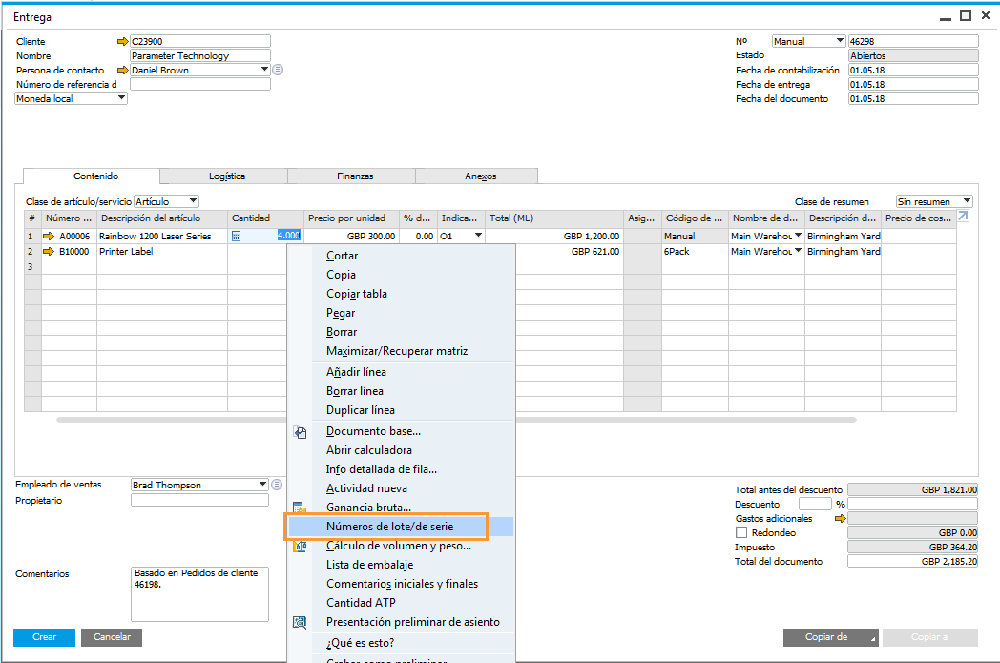 Entrega
Cliente C23900 Nº Manual 46298
Nombre Parameter Technology Estado Abiertos
Persona de contacto Daniel Brown Fecha de contabilización 01.05.18
Número de referencia d Fecha de entrega 01.05.18
Moneda local Fecha del documento 01.05.18
Contenido Logística Finanzas Anexos
Clase de artículo/servicio Artículo Clase de resumen Sin resumen
# Número ... Descripción del artículo Cantidad Precio por unidad % d... Indica... Total (ML) Asig... Código de ... Nombre de d... Descripción d... Precio de cos...
1 A00006 Rainbow 1200 Laser Series 4.000 GBP 300.00 0.00 O1 GBP 1,200.00 Manual Main Warehou Birmingham Yard
2 B10000 Printer Label GBP 621.00 6Pack Main Warehou Birmingham Yard
3
Cortar
Copia
Copiar tabla
Pegar
Borrar
Maximizar/Recuperar matriz
Añadir línea
Borrar línea
Duplicar línea
Documento base...
Abrir calculadora
Info detallada de fila...
Actividad nueva
Ganancia bruta...
Números de lote/de serie
Cálculo de volumen y peso...
Lista de embalaje
Comentarios iniciales y finales
Cantidad ATP
Presentación preliminar de asiento
¿Qué es esto?
Grabar como preliminar
Empleado de ventas Brad Thompson
Propietario
Total antes del descuento GBP 1,821.00
Descuento %
Gastos adicionales
Redondeo GBP 0.00
Impuesto GBP 364.20
Total del documento GBP 2,185.20
Comentarios Basado en Pedidos de cliente
46198.
Crear Cancelar Copiar de Copiar a